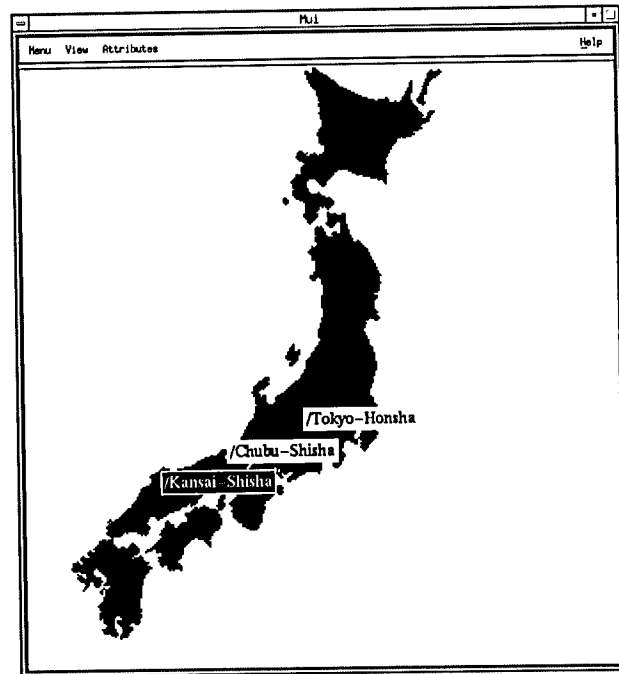 Mui
Menu View Attributes Help
/Tokyo-Honsha
/Chubu-Shisha
/Kansai-Shisha